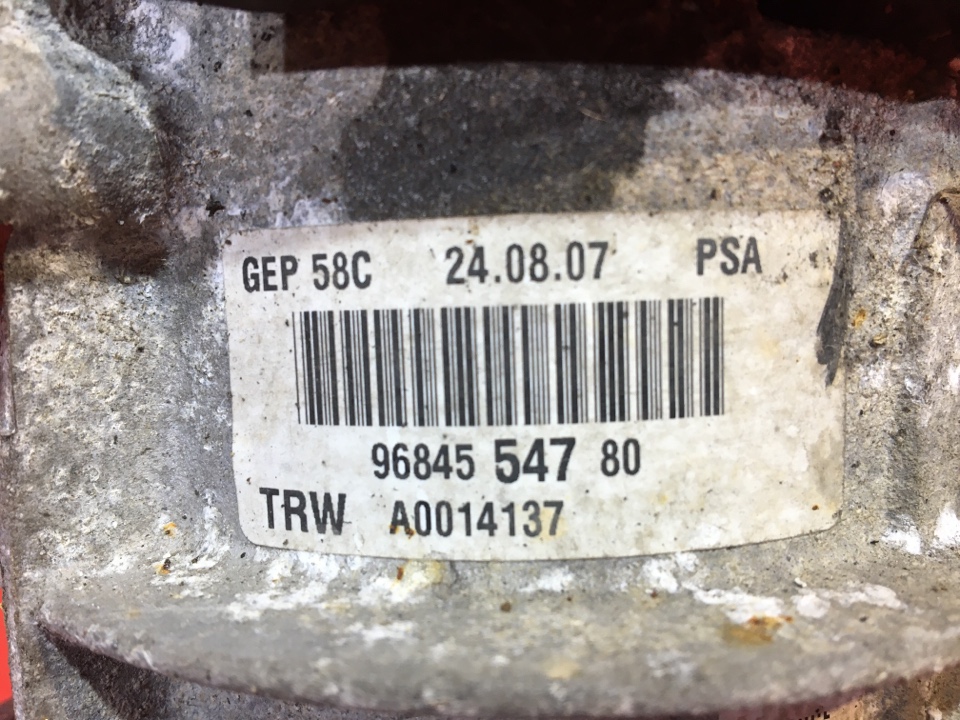 GEP 58C 24.08.07 PSA
96845 547 80
TRW A0014137